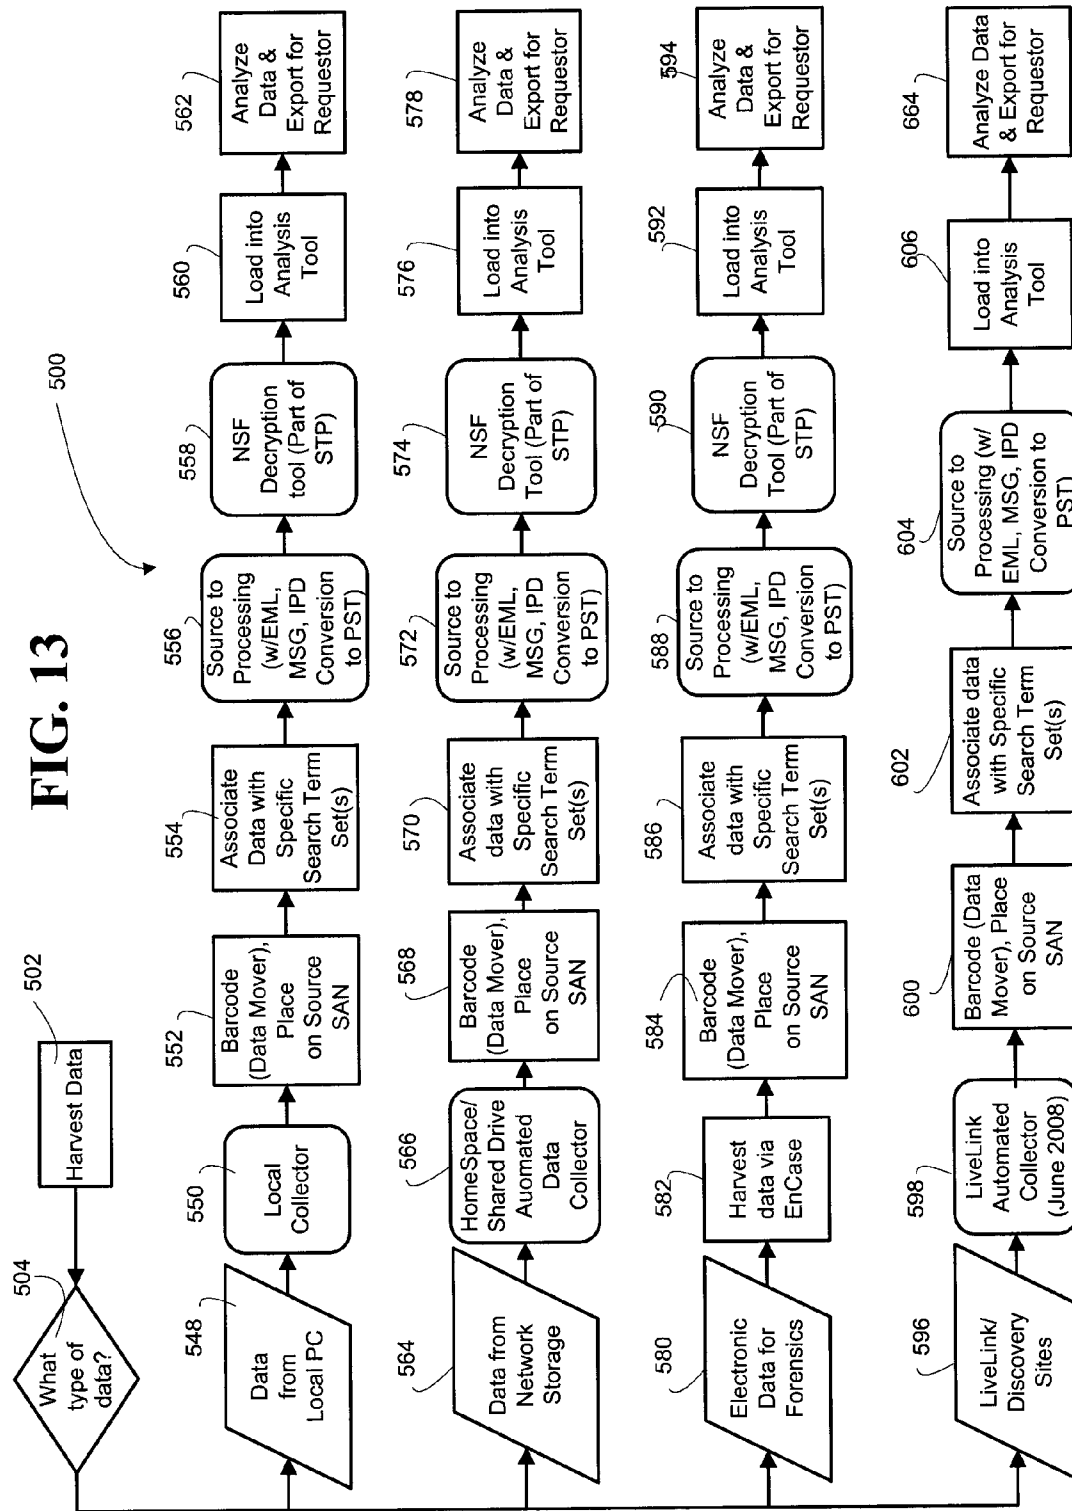 FIG. 13
500
502
Harvest Data
504
What
type of
data?
548
Data
from
Local PC
550
Local
Collector
552
Barcode
(Data Mover),
Place
on Source
SAN
554
Associate
Data with
Specific
Search Term
Set(s)
556
Source to
Processing
(w/EML,
MSG, IPD
Conversion
to PST)
558
NSF
Decryption
tool (Part of
STP)
560
Load into
Analysis
Tool
562
Analyze
Data &
Export for
Requestor
564
Data from
Network
Storage
566
HomeSpace/
Shared Drive
Auomated
Data
Collector
568
Barcode
(Data Mover),
Place
on Source
SAN
570
Associate
data with
Specific
Search Term
Set(s)
572
Source to
Processing
(w/EML,
MSG, IPD
Conversion
to PST)
574
NSF
Decryption
Tool (Part of
STP)
576
Load into
Analysis
Tool
578
Analyze
Data &
Export for
Requestor
580
Electronic
Data for
Forensics
582
Harvest
data via
EnCase
584
Barcode
(Data Mover),
Place
on Source
SAN
586
Associate
data with
Specific
Search Term
Set(s)
588
Source to
Processing
(w/EML,
MSG, IPD
Conversion
to PST)
590
NSF
Decryption
Tool (Part of
STP)
592
Load into
Analysis
Tool
594
Analyze
Data &
Export for
Requestor
596
LiveLink/
Discovery
Sites
598
LiveLink
Automated
Collector
(June 2008)
600
Barcode (Data
Mover), Place
on Source
SAN
602
Associate data
with Specific
Search Term
Set(s)
604
Source to
Processing (w/
EML, MSG, IPD
Conversion to
PST)
606
Load into
Analysis
Tool
664
Analyze Data
& Export for
Requestor